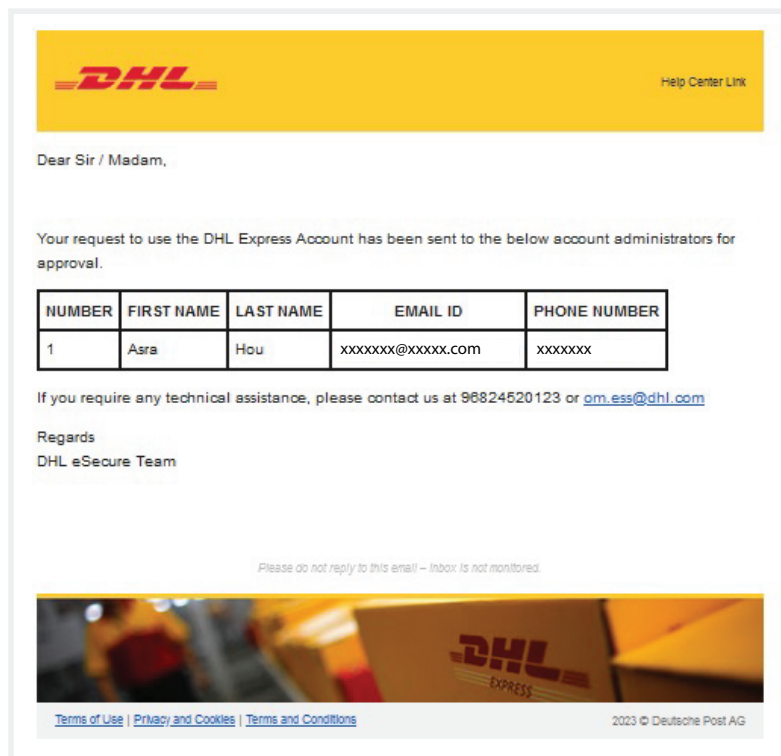 DHL
Help Center Link
Dear Sir / Madam,
Your request to use the DHL Express Account has been sent to the below account administrators for
approval.
NUMBER FIRST NAME LAST NAME EMAIL ID PHONE NUMBER
1 Asra Hou xxxxxxx@xxxxx.com xxxxxxx
If you require any technical assistance, please contact us at 96824520123 or om.ess@dhl.com
Regards
DHL eSecure Team
Please do not reply to this email – Inbox is not monitored.
DHL
EXPRESS
Terms of Use | Privacy and Cookies | Terms and Conditions
2023 © Deutsche Post AG